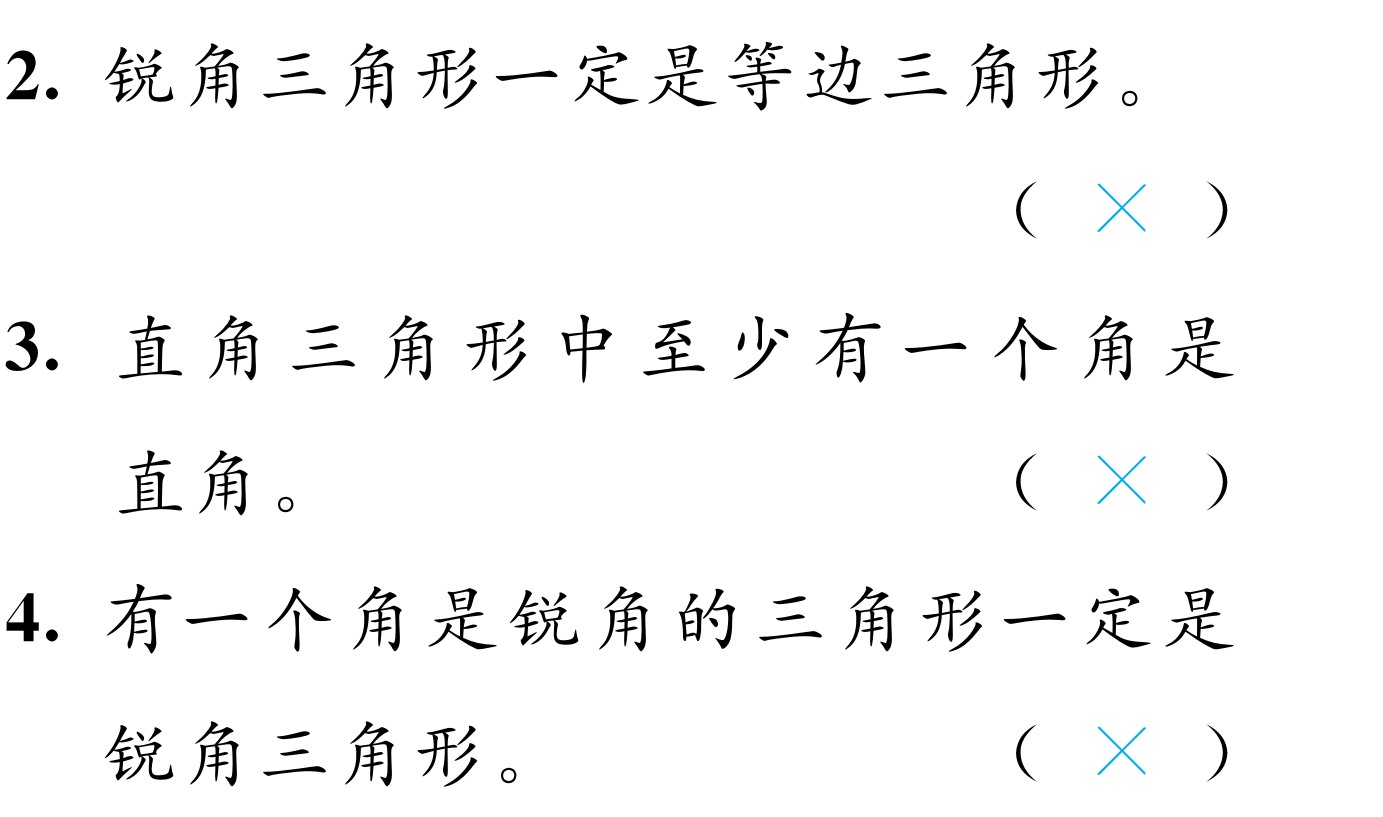 2. 锐角三角形一定是等边三角形。
（ × ）
3. 直角三角形中至少有一个角是
直角。 （ × ）
4. 有一个角是锐角的三角形一定是
锐角三角形。 （ × ）